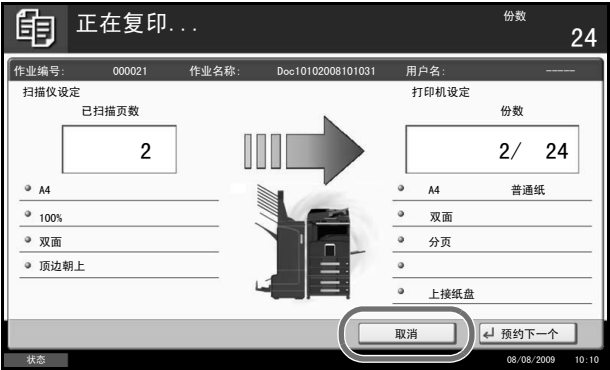 正在复印...
份数
24
作业编号: 000021 作业名称: Doc10102008101031 用户名: -----
扫描仪设定
已扫描页数
2
A4
100%
双面
顶边朝上
打印机设定
份数
2/ 24
A4 普通纸
双面
分页
上接纸盘
取消
预约下一个
状态 08/08/2009 10:10